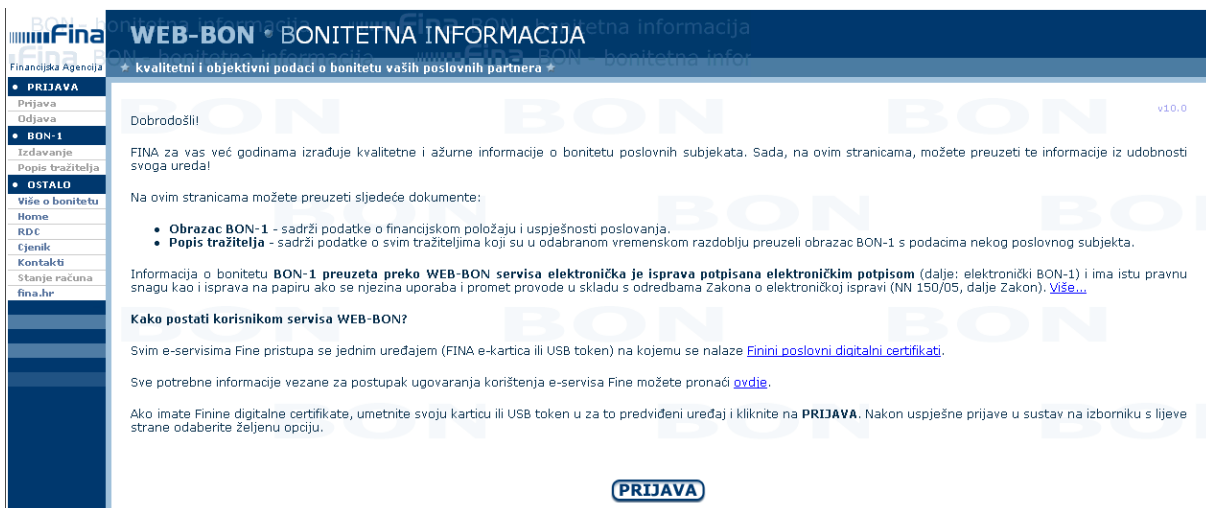 Fina
Financijska Agencija
WEB-BON • BONITETNA INFORMACIJA
★ kvalitetni i objektivni podaci o bonitetu vaših poslovnih partnera ★
• PRIJAVA
Prijava
Odjava
• BON-1
Izdavanje
Popis tražitelja
• OSTALO
Više o bonitetu
Home
RDC
Cjenik
Kontakti
Stanje računa
fina.hr
v10.0
Dobrodošli!
FINA za vas već godinama izrađuje kvalitetne i ažurne informacije o bonitetu poslovnih subjekata. Sada, na ovim stranicama, možete preuzeti te informacije iz udobnosti
svoga ureda!
Na ovim stranicama možete preuzeti sljedeće dokumente:
• Obrazac BON-1 - sadrži podatke o financijskom položaju i uspješnosti poslovanja.
• Popis tražitelja - sadrži podatke o svim tražiteljima koji su u odabranom vremenskom razdoblju preuzeli obrazac BON-1 s podacima nekog poslovnog subjekta.
Informacija o bonitetu BON-1 preuzeta preko WEB-BON servisa elektronička je isprava potpisana elektroničkim potpisom (dalje: elektronički BON-1) i ima istu pravnu
snagu kao i isprava na papiru ako se njezina uporaba i promet provode u skladu s odredbama Zakona o elektroničkoj ispravi (NN 150/05, dalje Zakon). Više...
Kako postati korisnikom servisa WEB-BON?
Svim e-servisima Fine pristupa se jednim uređajem (FINA e-kartica ili USB token) na kojemu se nalaze Finini poslovni digitalni certifikati.
Sve potrebne informacije vezane za postupak ugovaranja korištenja e-servisa Fine možete pronaći ovdje.
Ako imate Finine digitalne certifikate, umetnite svoju karticu ili USB token u za to predviđeni uređaj i kliknite na PRIJAVA. Nakon uspješne prijave u sustav na izborniku s lijeve
strane odaberite željenu opciju.
PRIJAVA